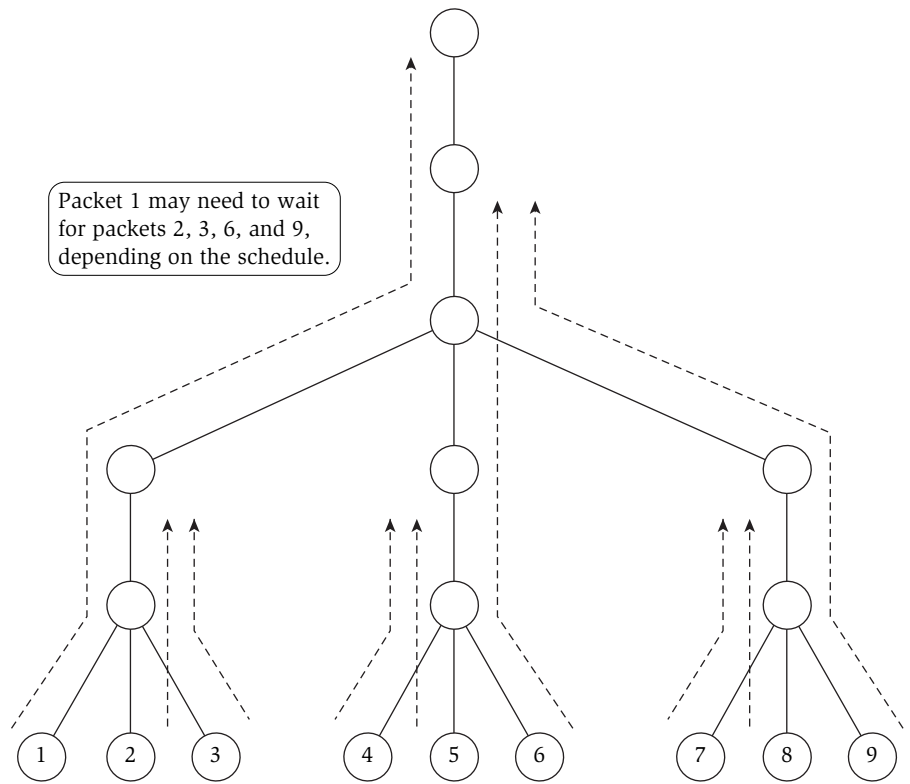 Packet 1 may need to wait
for packets 2, 3, 6, and 9,
depending on the schedule.
1 2 3 4 5 6 7 8 9